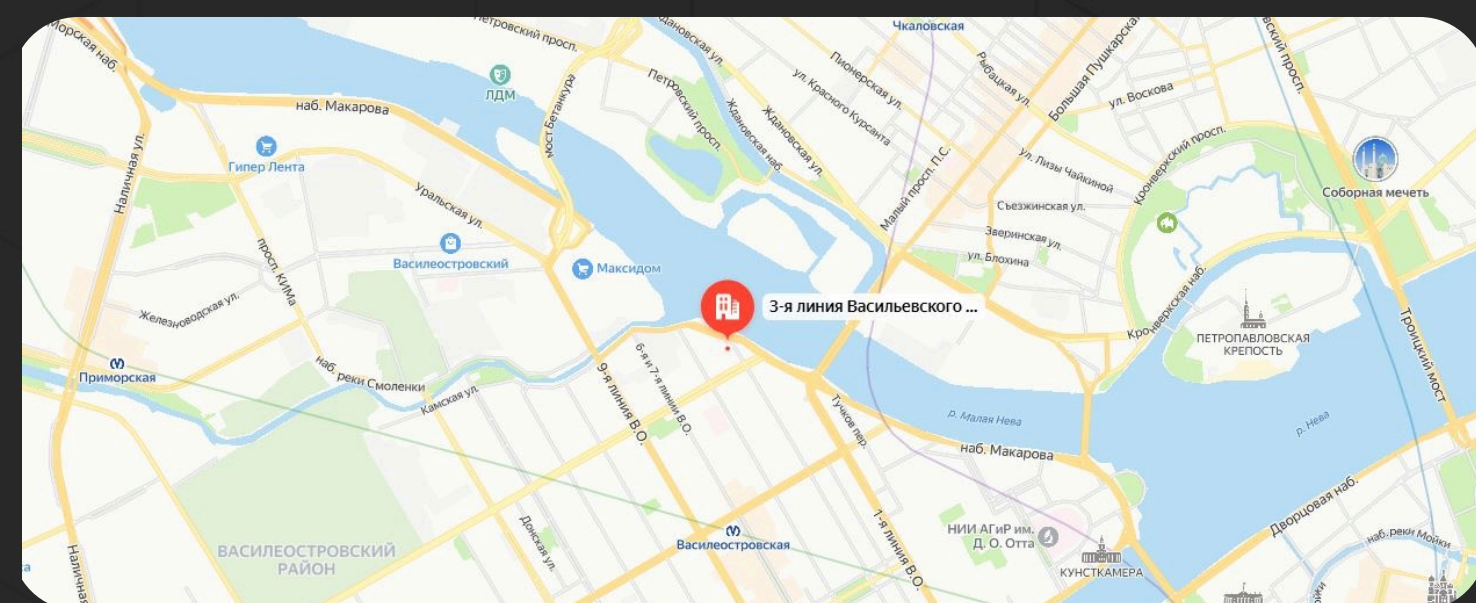 Морская наб.
Петровский просп.
Ждановская ул.
Чкаловская
Большая Пушкарская
ЛДМ
наб. Макарова
мост Бетанкура
Петровский просп.
Ждановская наб.
Ждановская ул.
Пионерская ул.
ул. Красного Курсанта
Рыбацкая ул.
ул. Воскова
Кронверкский просп.
Соборная мечеть
Гипер Лента
Наличная ул.
Уральская ул.
Малый просп. П.С.
ул. Лизы Чайкиной
Съезжинская ул.
Зверинская ул.
ул. Блохина
просп. КИМа
Василеостровский
Максидом
Железноводская ул.
3-я линия Васильевского ...
Кронверкская наб.
ПЕТРОПАВЛОВСКАЯ
КРЕПОСТЬ
Троицкий мост
Приморская
наб. реки Смоленки
Камская ул.
9-я линия В.О.
6-я и 7-я линии В.О.
Тучков пер.
р. Малая Нева
р. Нева
наб. Макарова
Дворцовая наб.
наб. реки Мойки
ВАСИЛЕОСТРОВСКИЙ
РАЙОН
Донская ул.
Василеостровская
1-я линия В.О.
НИИ АГиР им.
Д. О. Отта
КУНСТКАМЕРА
Наличная